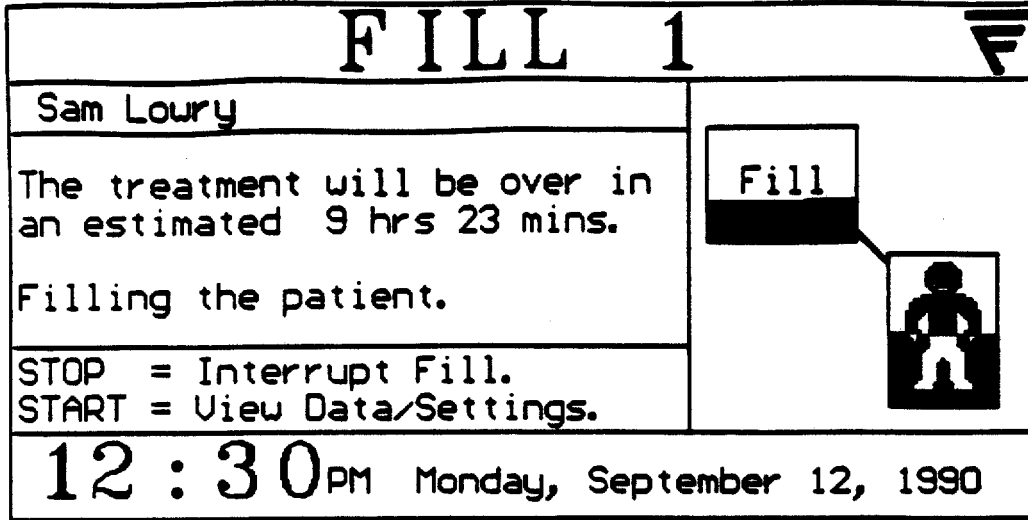 FILL 1
Sam Lowry
The treatment will be over in
an estimated 9 hrs 23 mins.
Filling the patient.
Fill
STOP = Interrupt Fill.
START = View Data/Settings.
12:30PM Monday, September 12, 1990